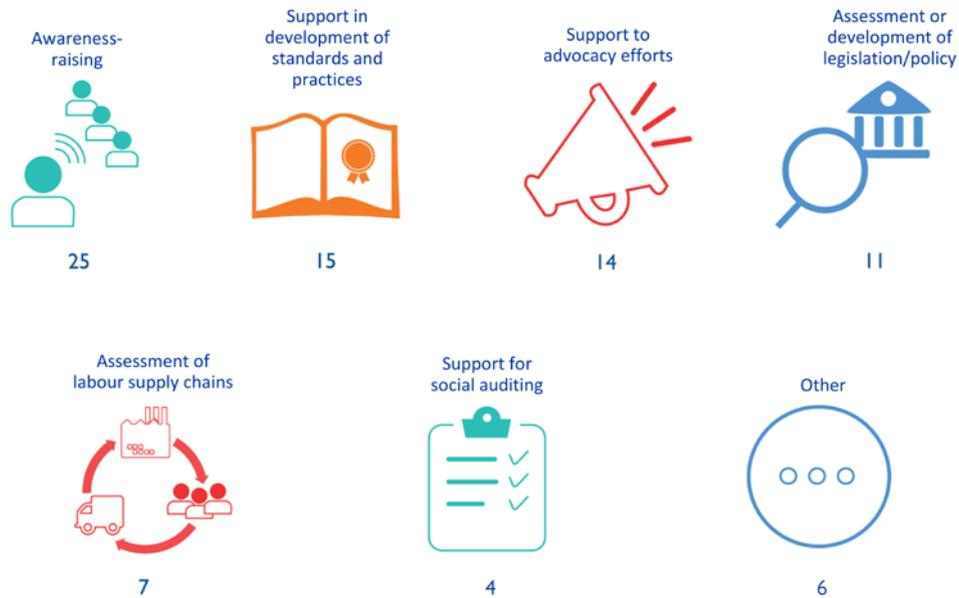 Awareness-
raising
25
Support in
development of
standards and
practices
15
Support to
advocacy efforts
14
Assessment or
development of
legislation/policy
11
Assessment of
labour supply chains
7
Support for
social auditing
4
Other
6